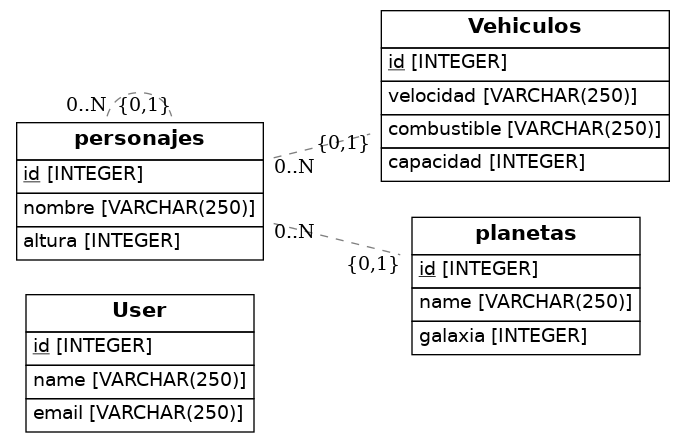 Vehiculos
id [INTEGER]
velocidad [VARCHAR(250)]
combustible [VARCHAR(250)]
capacidad [INTEGER]
0..N {0,1}
personajes
id [INTEGER]
nombre [VARCHAR(250)]
altura [INTEGER]
{0,1}
0..N
0..N
{0,1}
planetas
id [INTEGER]
name [VARCHAR(250)]
galaxia [INTEGER]
User
id [INTEGER]
name [VARCHAR(250)]
email [VARCHAR(250)]